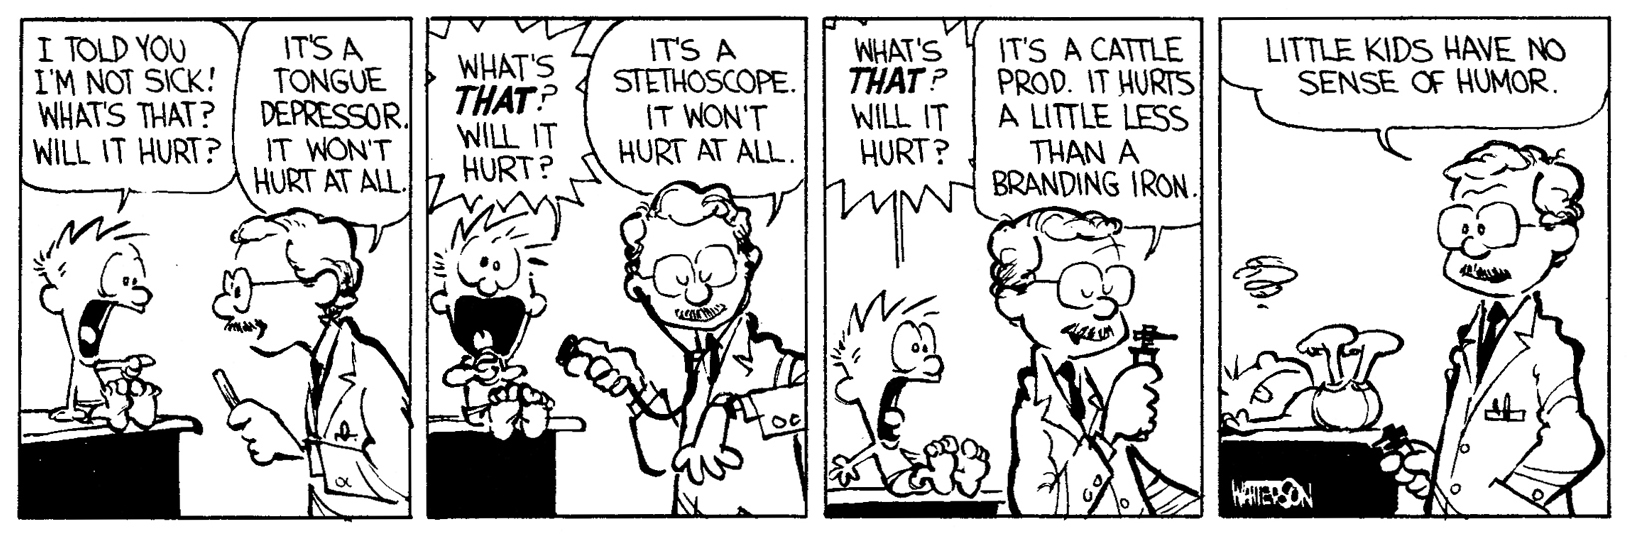 I TOLD YOU
I'M NOT SICK!
WHAT'S THAT?
WILL IT HURT?
IT'S A
TONGUE
DEPRESSOR.
IT WON'T
HURT AT ALL.
WHAT'S
THAT?
WILL IT
HURT?
IT'S A
STETHOSCOPE.
IT WON'T
HURT AT ALL.
WHAT'S
THAT?
WILL IT
HURT?
IT'S A CATTLE
PROD. IT HURTS
A LITTLE LESS
THAN A
BRANDING IRON.
LITTLE KIDS HAVE NO
SENSE OF HUMOR.
WATTERSON